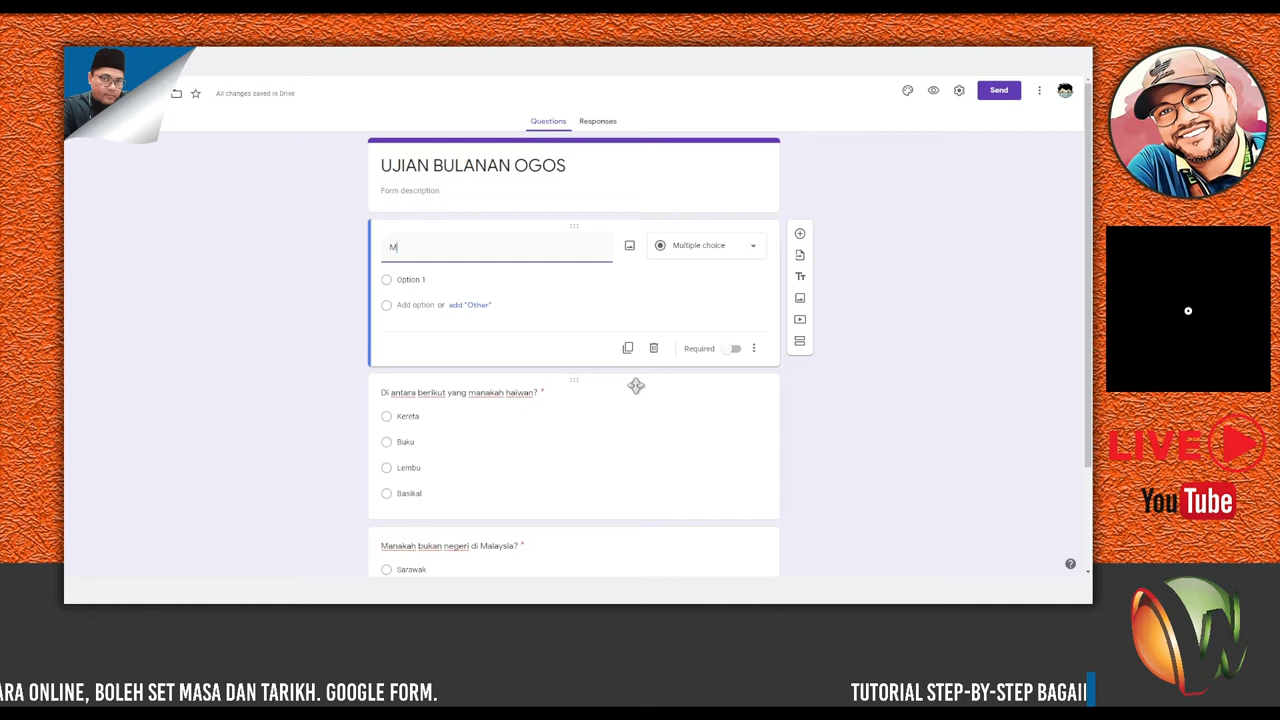 All changes saved in Drive
Send
Questions
Responses
UJIAN BULANAN OGOS
Form description
M
Multiple choice
Option 1
Add option or add "Other"
Required
Di antara berikut yang manakah haiwan? *
Kereta
Buku
Lembu
Basikal
Manakah bukan negeri di Malaysia? *
Sarawak
LIVE
YouTube
ARA ONLINE, BOLEH SET MASA DAN TARIKH. GOOGLE FORM.
TUTORIAL STEP-BY-STEP BAGAI